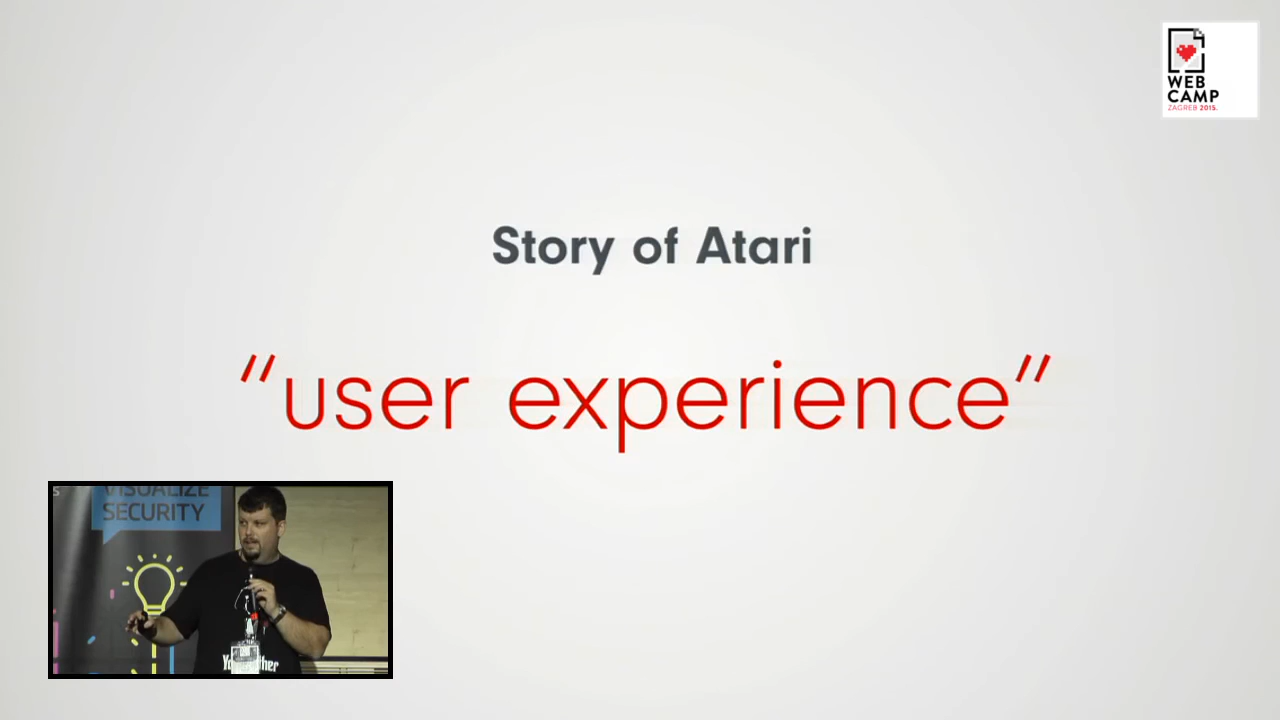 WEB
CAMP
ZAGREB 2015.
Story of Atari
“user experience”
VISUALIZE
SECURITY